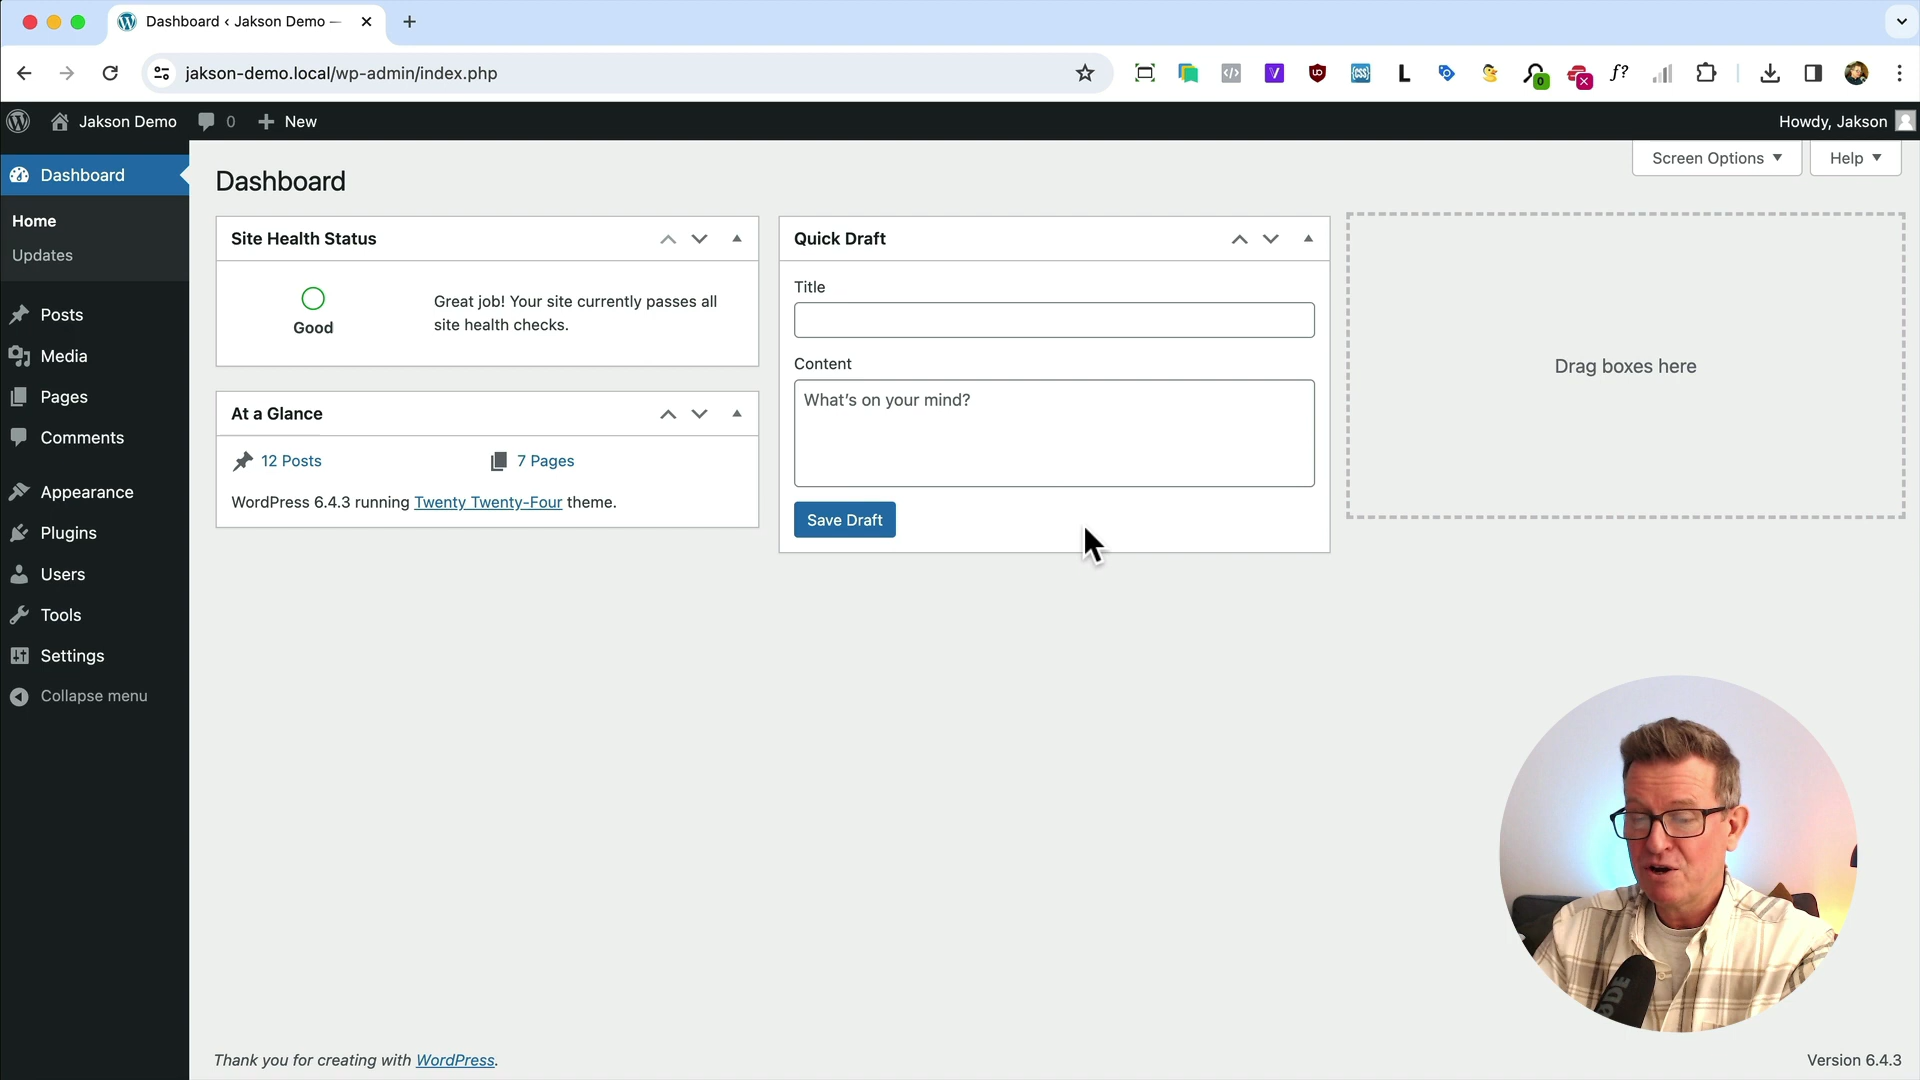 Dashboard ‹ Jakson Demo —
jakson-demo.local/wp-admin/index.php
Jakson Demo
0
New
Howdy, Jakson
Screen Options
Help
Dashboard
Home
Updates
Posts
Media
Pages
Comments
Appearance
Plugins
Users
Tools
Settings
Collapse menu
Dashboard
Site Health Status
Good
Great job! Your site currently passes all
site health checks.
At a Glance
12 Posts
7 Pages
WordPress 6.4.3 running Twenty Twenty-Four theme.
Quick Draft
Title
Content
What's on your mind?
Save Draft
Drag boxes here
Thank you for creating with WordPress.
Version 6.4.3